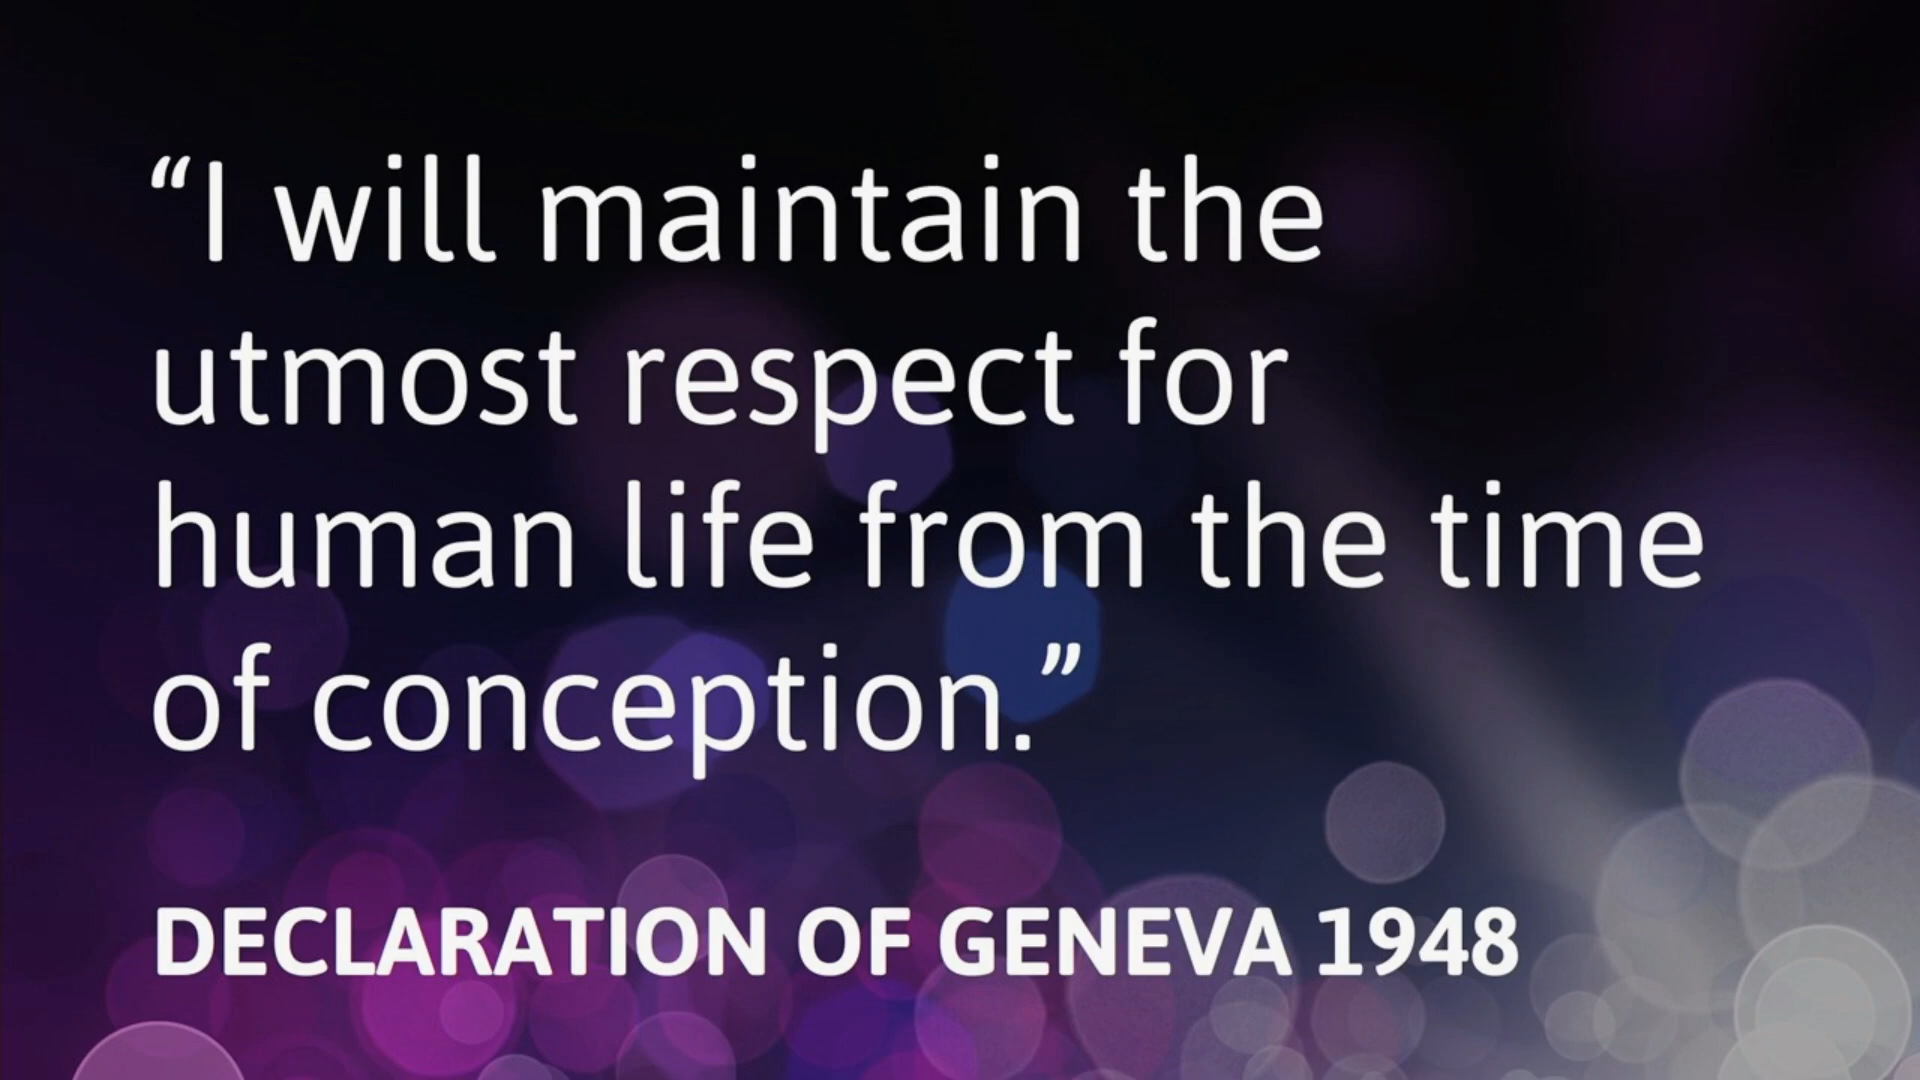 “I will maintain the
utmost respect for
human life from the time
of conception.”
DECLARATION OF GENEVA 1948